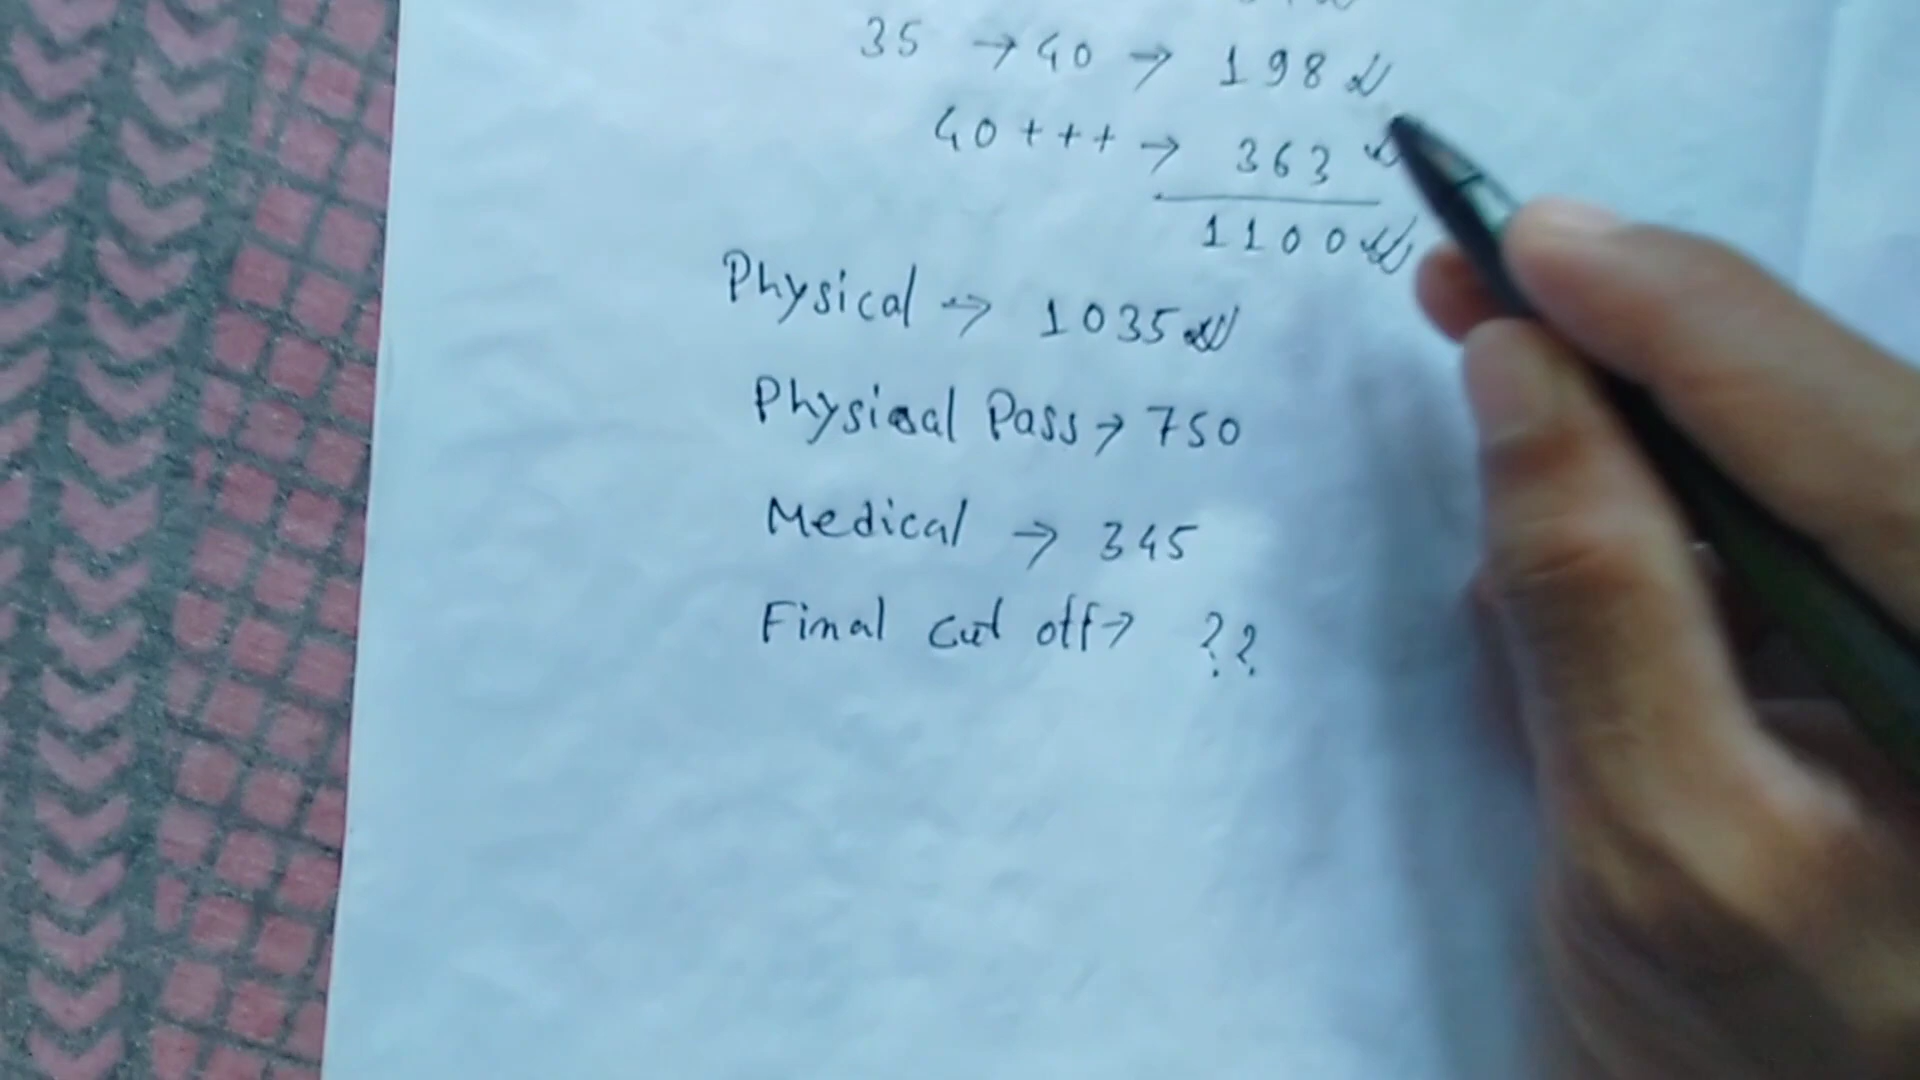 35 → 40 → 198
40 + + + → 363
1100
Physical → 1035
Physical Pass → 750
Medical → 345
Final cut off → ??